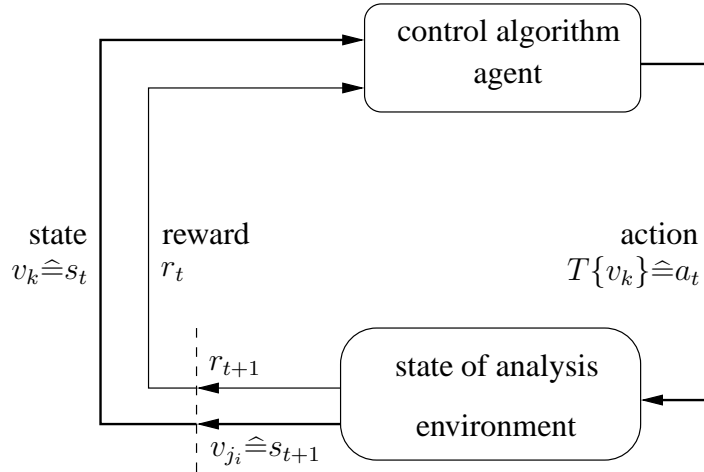 control algorithm
agent
state
v_k ≙ s_t
reward
r_t
action
T{v_k} ≙ a_t
r_{t+1}
state of analysis
environment
v_{j_i} ≙ s_{t+1}